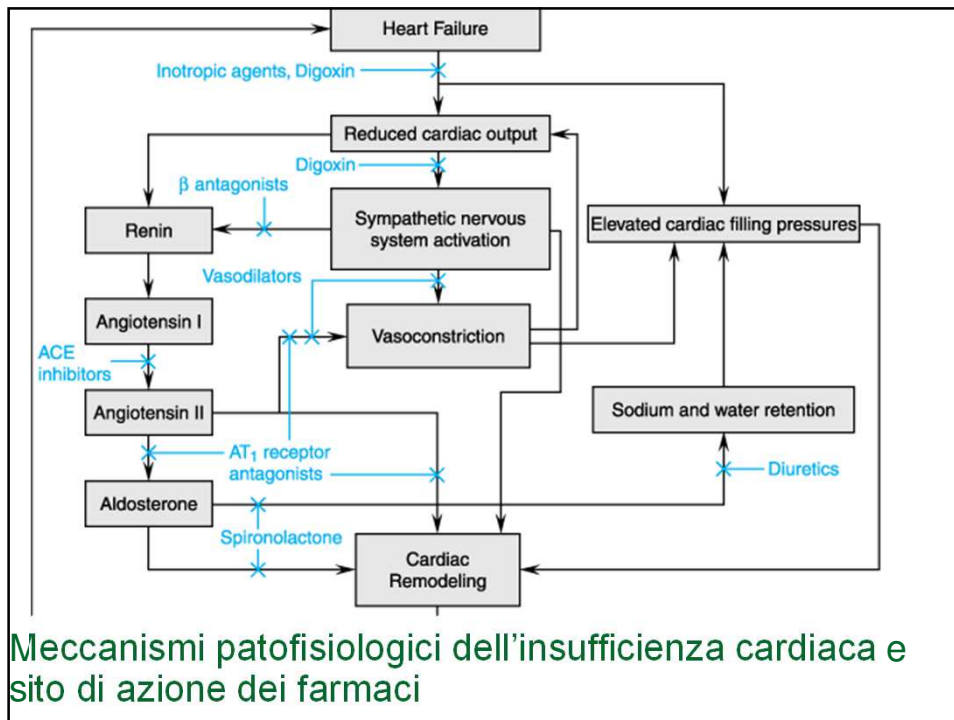 Heart Failure
Inotropic agents, Digoxin
Reduced cardiac output
Digoxin
β antagonists
Renin
Sympathetic nervous
system activation
Elevated cardiac filling pressures
Vasodilators
Angiotensin I
Vasoconstriction
ACE
inhibitors
Angiotensin II
Sodium and water retention
AT₁ receptor
antagonists
Diuretics
Aldosterone
Spironolactone
Cardiac
Remodeling
Meccanismi patofisiologici dell’insufficienza cardiaca e
sito di azione dei farmaci